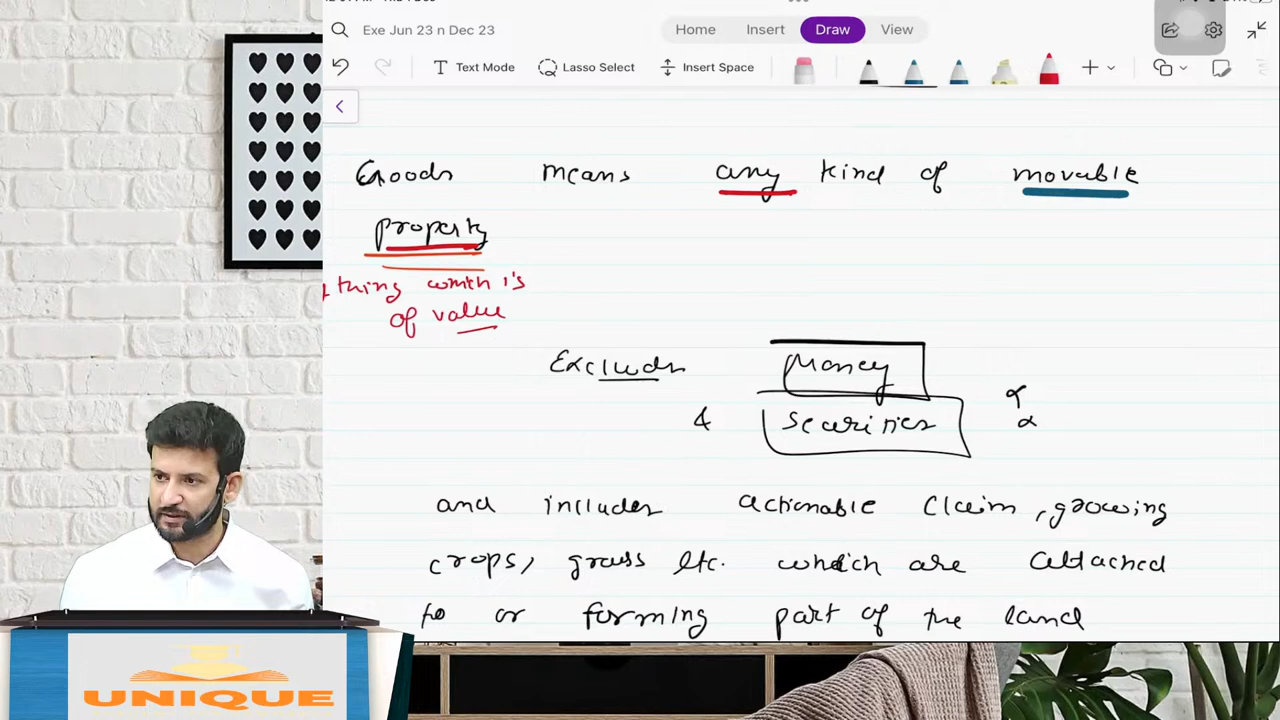 Exe Jun 23 n Dec 23
Home Insert Draw View
Text Mode Lasso Select Insert Space
Goods means any kind of movable
property
thing which is
of value
Excludes Money
& Securities
and includes actionable claim, growing
crops, grass etc. which are attached
to or forming part of the land
UNIQUE